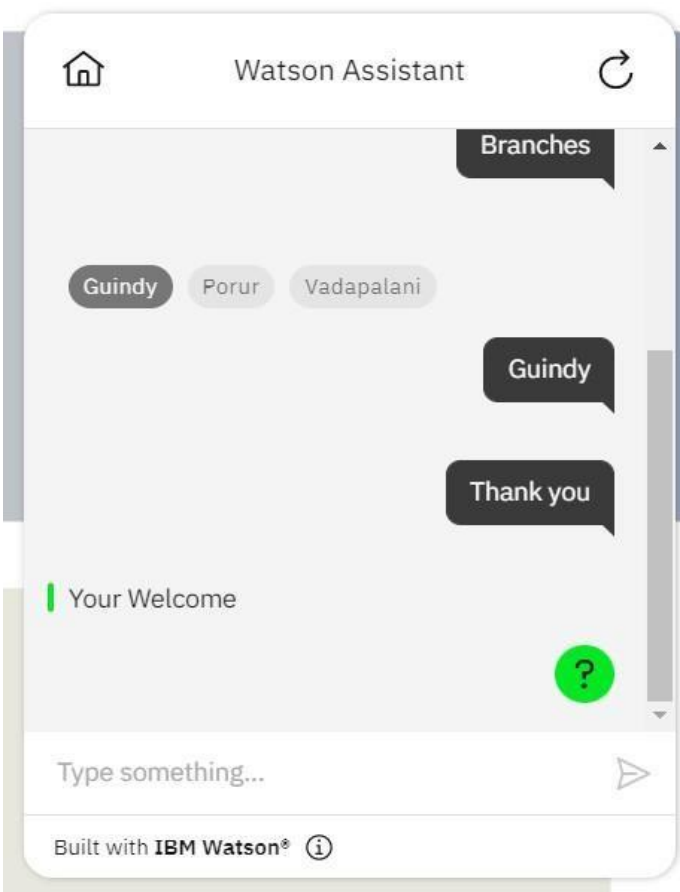 Watson Assistant
Branches
Guindy Porur Vadapalani
Guindy
Thank you
Your Welcome
?
Type something...
Built with IBM Watson®